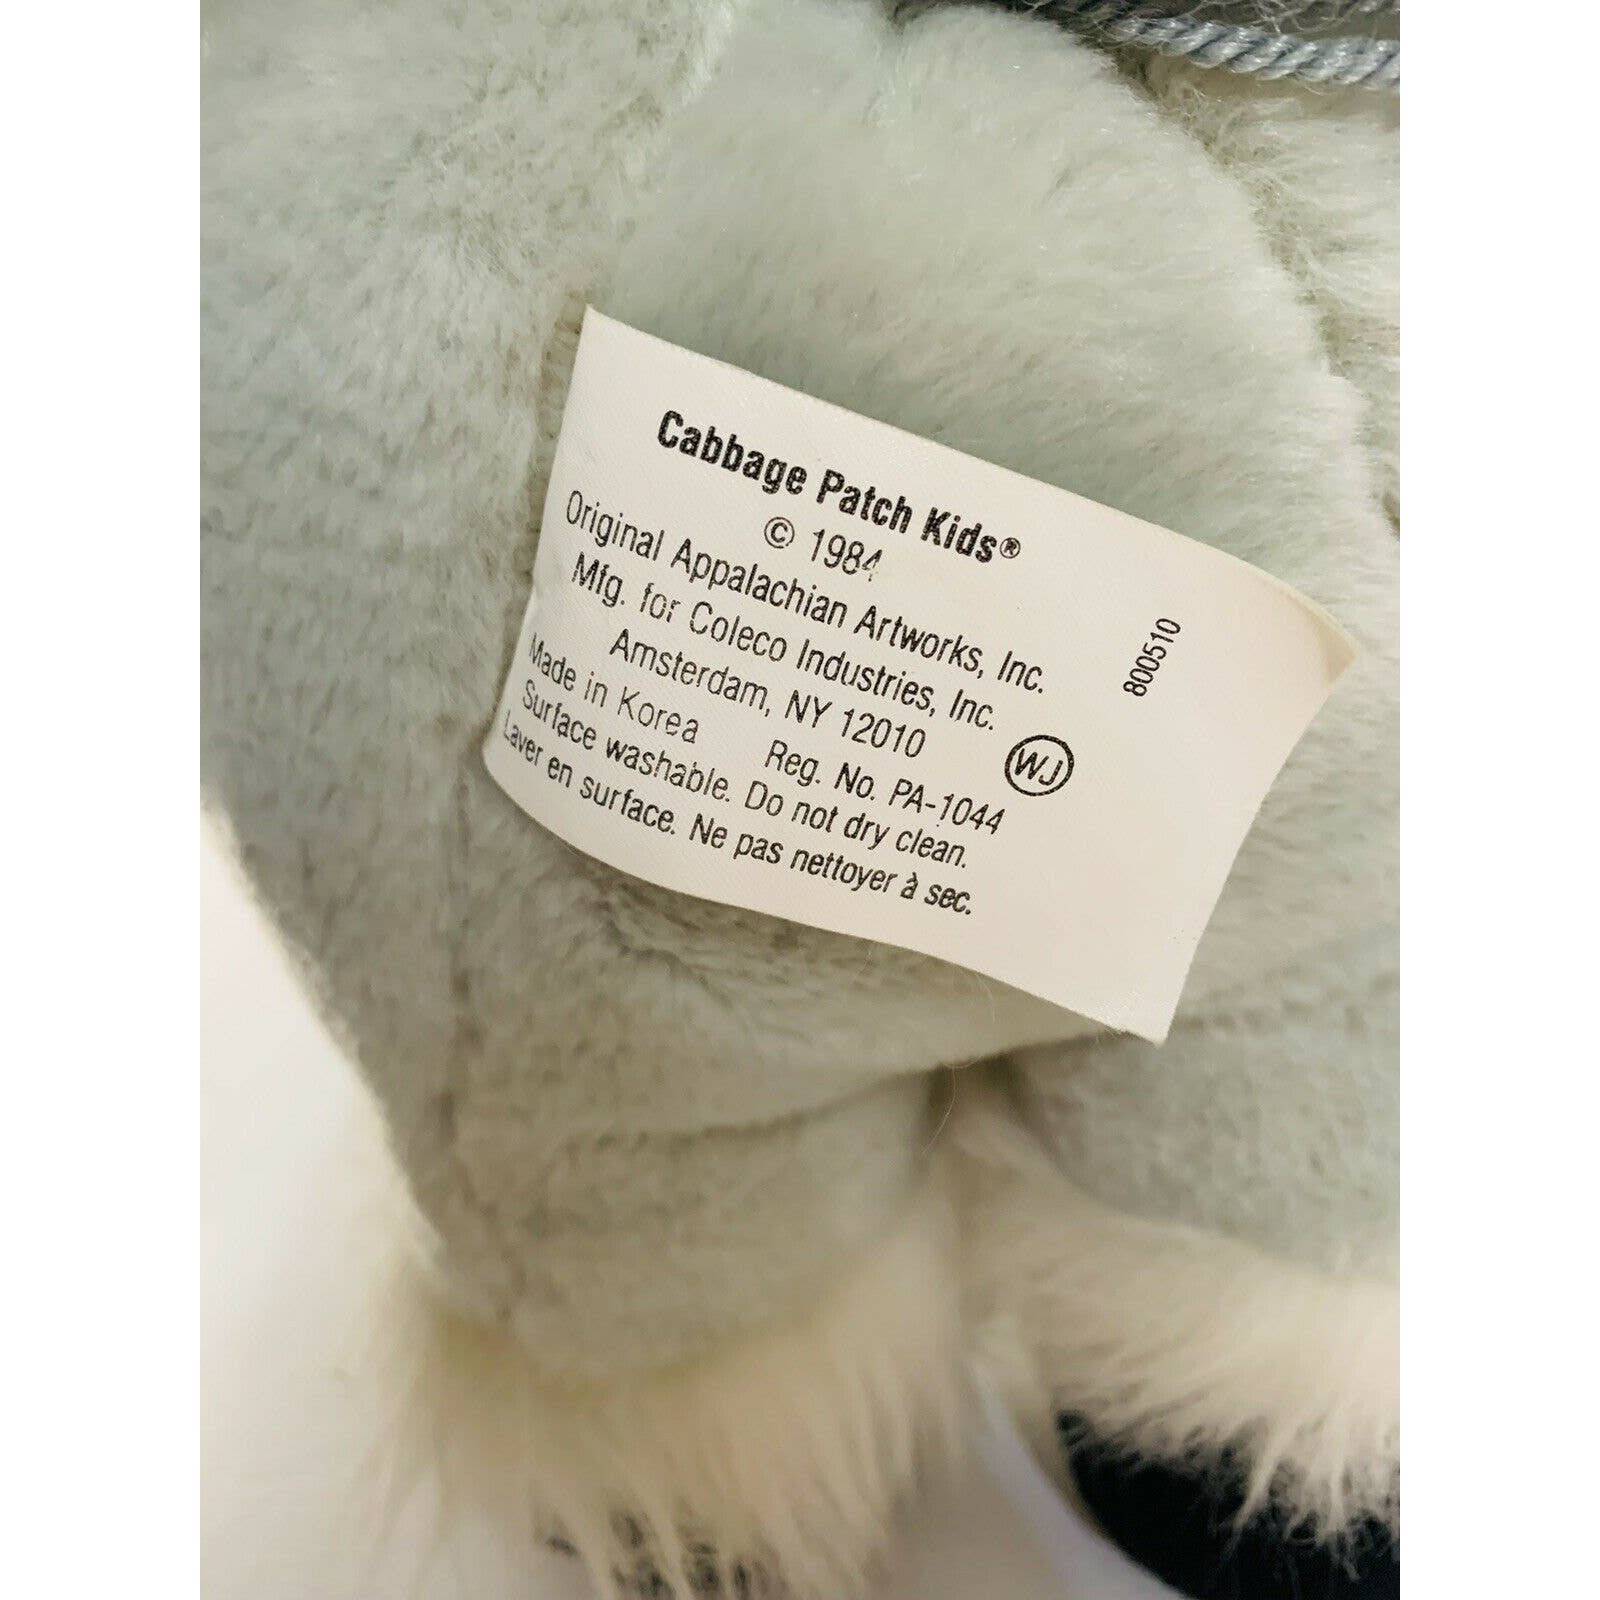 Cabbage Patch Kids®
© 1984
Original Appalachian Artworks, Inc.
Mfg. for Coleco Industries, Inc.
Amsterdam, NY 12010
Made in Korea Reg. No. PA-1044
Surface washable. Do not dry clean.
Laver en surface. Ne pas nettoyer à sec.
WJ
800510